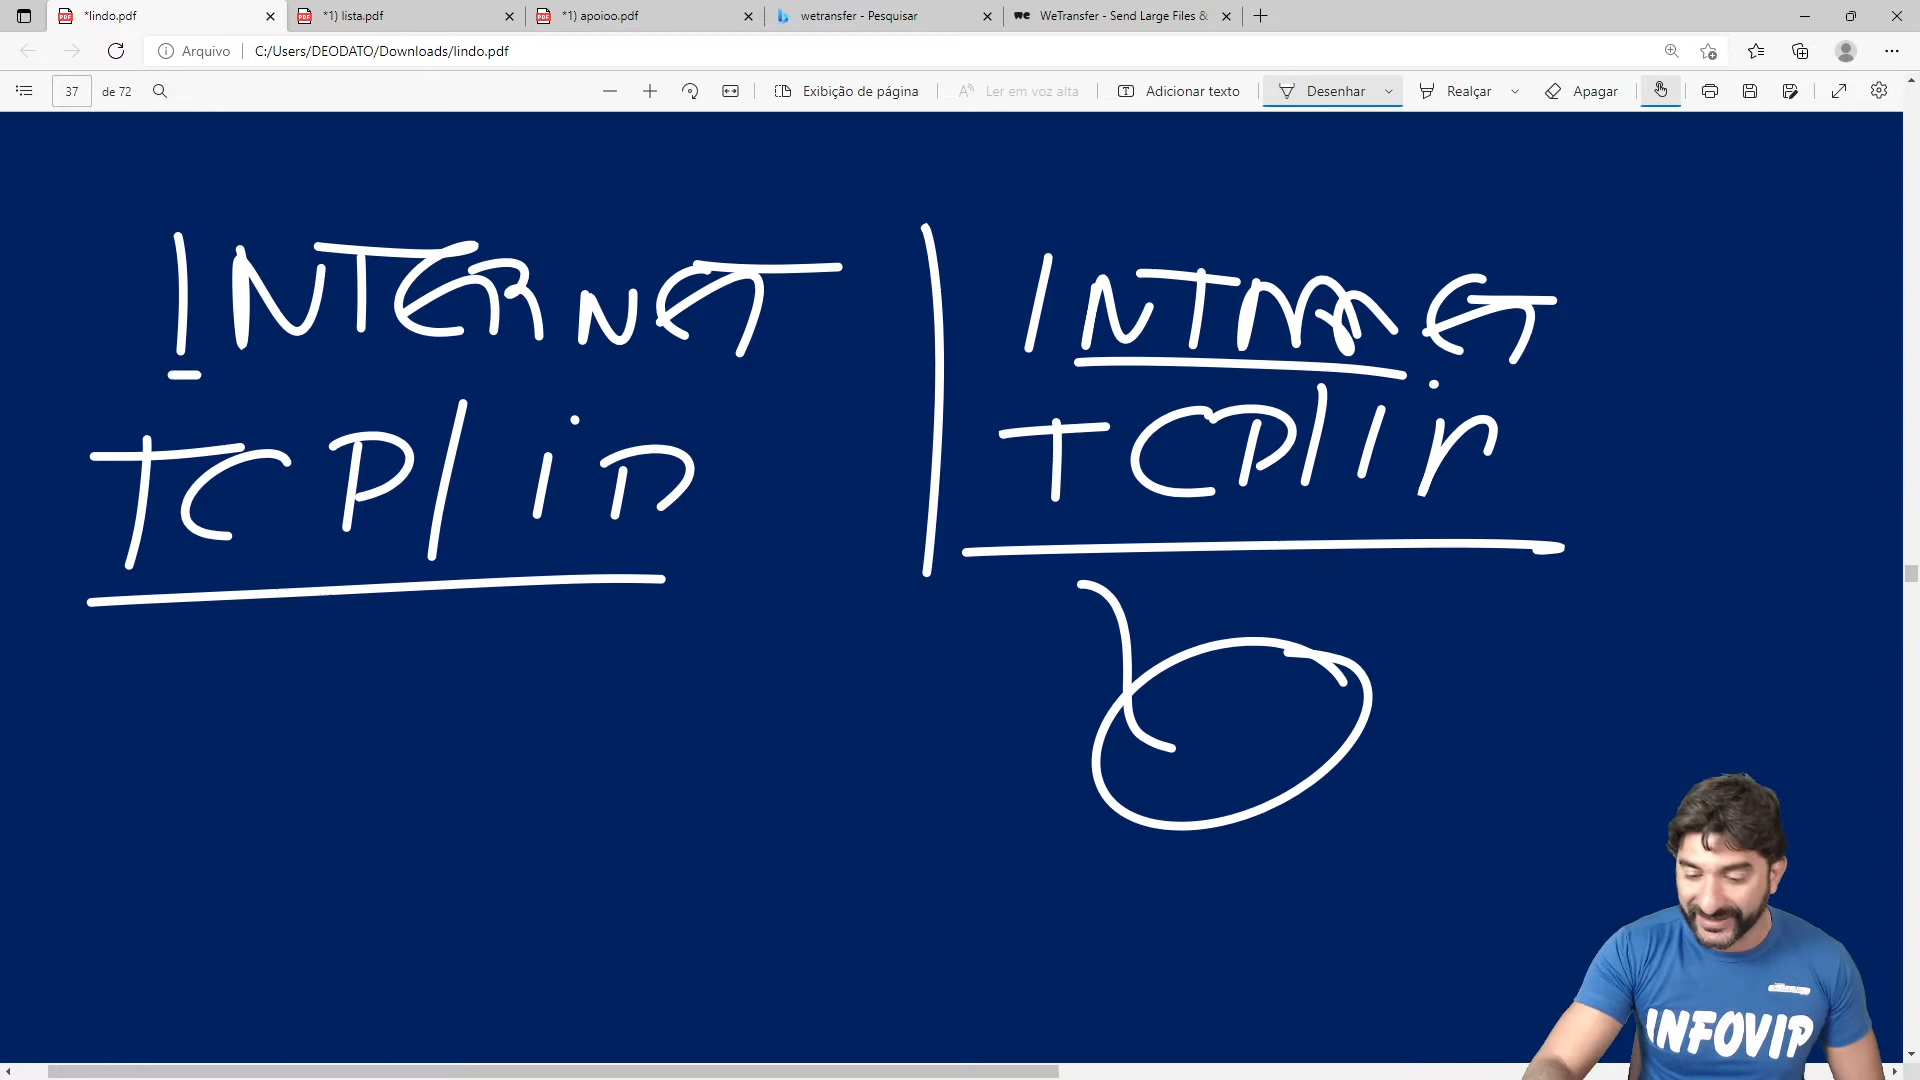 *lindo.pdf
*1) lista.pdf
*1) apoioo.pdf
wetransfer - Pesquisar
WeTransfer - Send Large Files &
Arquivo
C:/Users/DEODATO/Downloads/lindo.pdf
37 de 72
Exibição de página
Ler em voz alta
Adicionar texto
Desenhar
Realçar
Apagar
INTERNET
INTRANET
TCP/iP
TCP/iP
INFOVIP